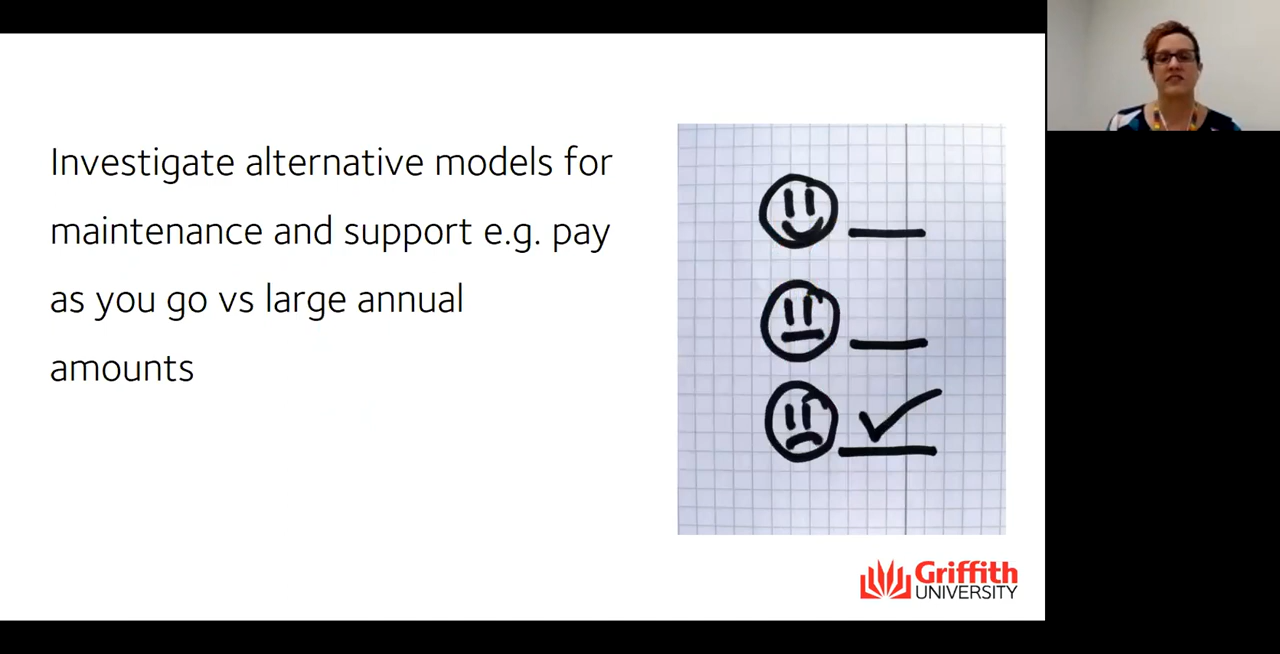 Investigate alternative models for
maintenance and support e.g. pay
as you go vs large annual
amounts
Griffith
UNIVERSITY